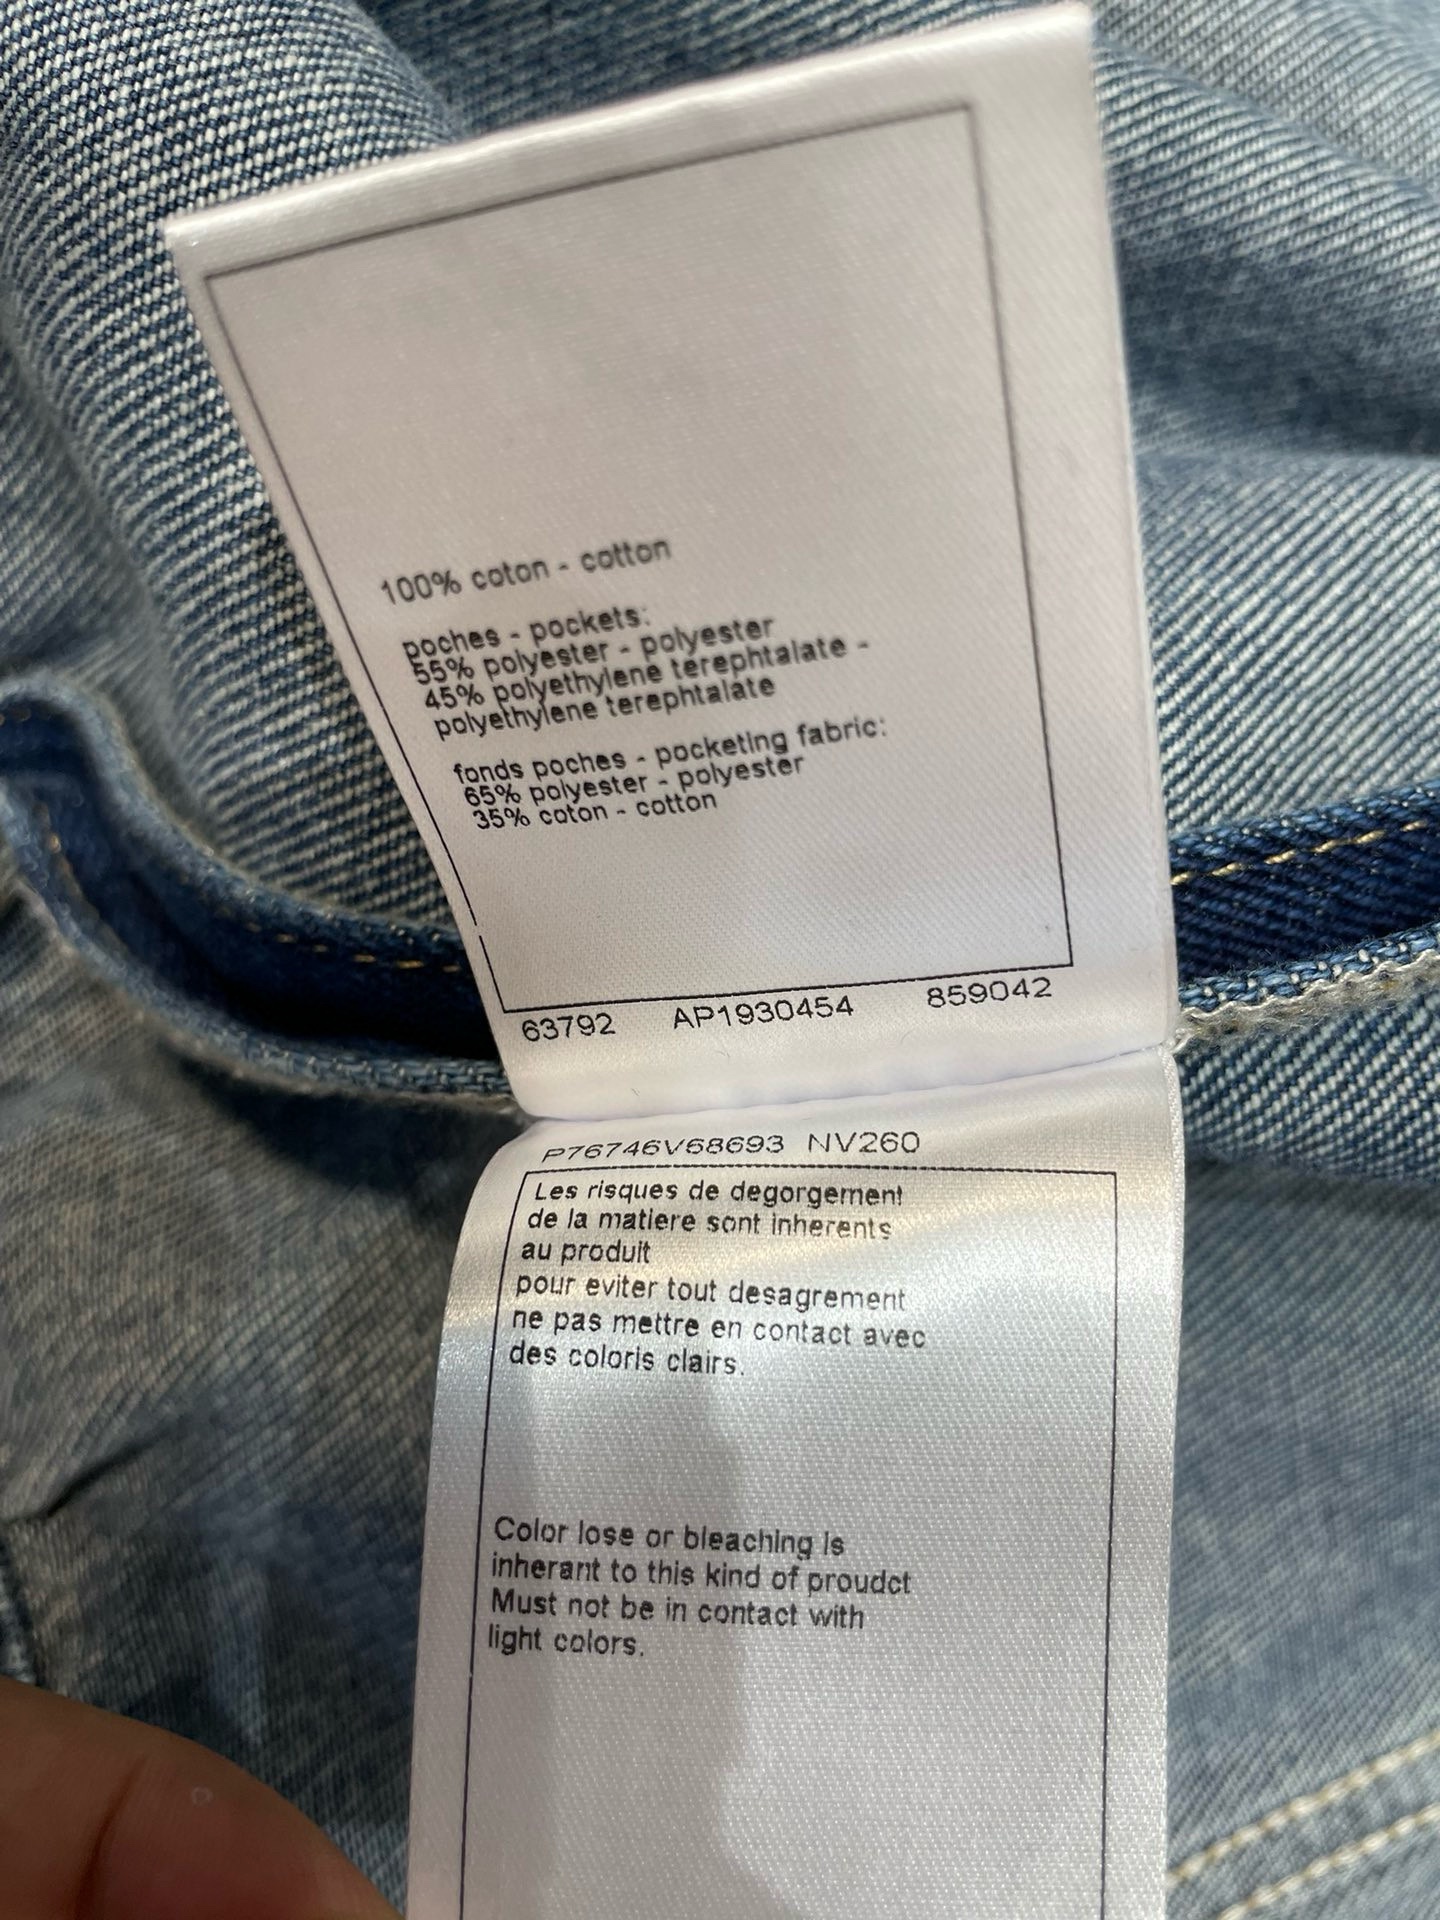 100% coton - cotton
poches - pockets:
55% polyester - polyester
45% polyethylene terephtalate -
polyethylene terephtalate
fonds poches - pocketing fabric:
65% polyester - polyester
35% coton - cotton
63792 AP1930454 859042
P76746V68693 NV260
Les risques de degorgement
de la matiere sont inherents
au produit
pour eviter tout desagrement
ne pas mettre en contact avec
des coloris clairs.
Color lose or bleaching is
inherant to this kind of proudct
Must not be in contact with
light colors.